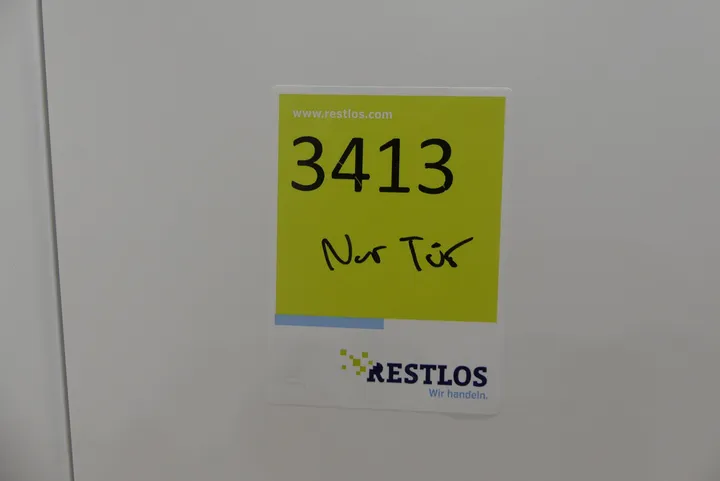 www.restlos.com
3413
Nur Tür
RESTLOS
Wir handeln.